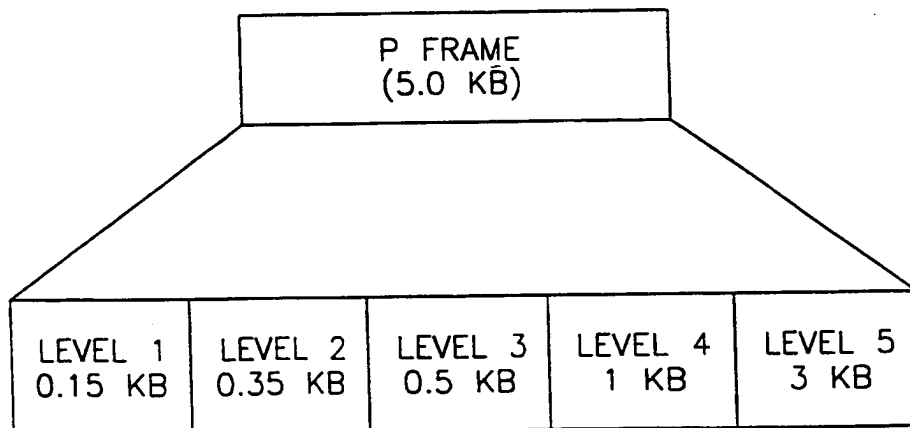 P FRAME
(5.0 KB)
LEVEL 1
0.15 KB
LEVEL 2
0.35 KB
LEVEL 3
0.5 KB
LEVEL 4
1 KB
LEVEL 5
3 KB